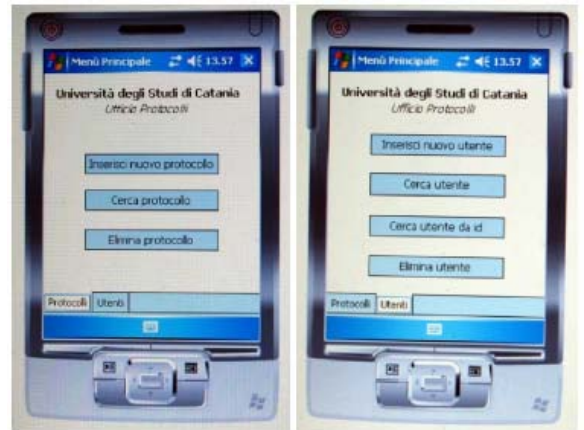 Menù Principale 13.57
Università degli Studi di Catania
Ufficio Protocolli
Inserisci nuovo protocollo
Cerca protocollo
Elimina protocollo
Protocolli Utenti
Menù Principale 13.57
Università degli Studi di Catania
Ufficio Protocolli
Inserisci nuovo utente
Cerca utente
Cerca utente da id
Elimina utente
Protocolli Utenti